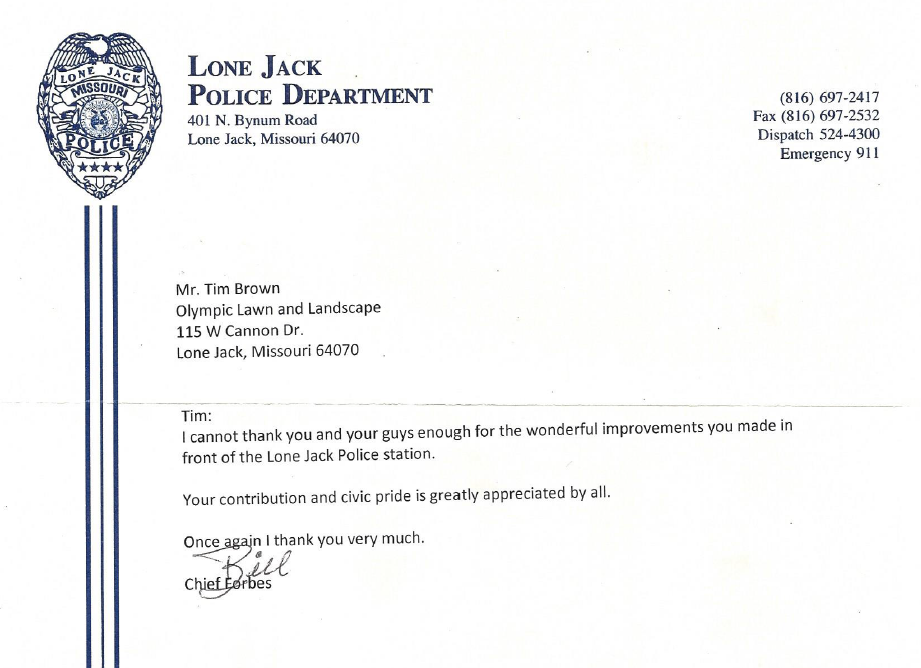 LONE JACK
MISSOURI
POLICE
LONE JACK
POLICE DEPARTMENT
401 N. Bynum Road
Lone Jack, Missouri 64070
(816) 697-2417
Fax (816) 697-2532
Dispatch 524-4300
Emergency 911
Mr. Tim Brown
Olympic Lawn and Landscape
115 W Cannon Dr.
Lone Jack, Missouri 64070
Tim:
I cannot thank you and your guys enough for the wonderful improvements you made in
front of the Lone Jack Police station.
Your contribution and civic pride is greatly appreciated by all.
Once again I thank you very much.
Bill
Chief Forbes